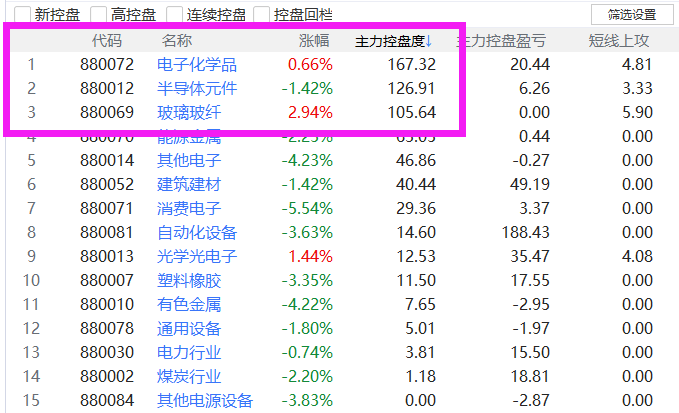 新控盘 高控盘 连续控盘 控盘回档 筛选设置
代码 名称 涨幅 主力控盘度↓ 主力控盘盈亏 短线上攻
1 880072 电子化学品 0.66% 167.32 20.44 4.81
2 880012 半导体元件 -1.42% 126.91 6.26 3.33
3 880069 玻璃玻纤 2.94% 105.64 0.00 5.90
4 能源金属 0.44 0.00
5 880014 其他电子 -4.23% 46.86 -0.27 0.00
6 880052 建筑建材 -1.42% 40.44 49.19 0.00
7 880071 消费电子 -5.54% 29.36 3.37 0.00
8 880081 自动化设备 -3.63% 14.60 188.43 0.00
9 880013 光学光电子 1.44% 12.53 35.47 4.08
10 880007 塑料橡胶 -3.35% 11.50 17.55 0.00
11 880010 有色金属 -4.22% 7.65 -2.95 0.00
12 880078 通用设备 -1.80% 5.01 -1.97 0.00
13 880030 电力行业 -0.74% 3.81 15.50 0.00
14 880002 煤炭行业 -2.20% 1.18 18.81 0.00
15 880084 其他电源设备 -3.83% 0.00 -2.87 0.00